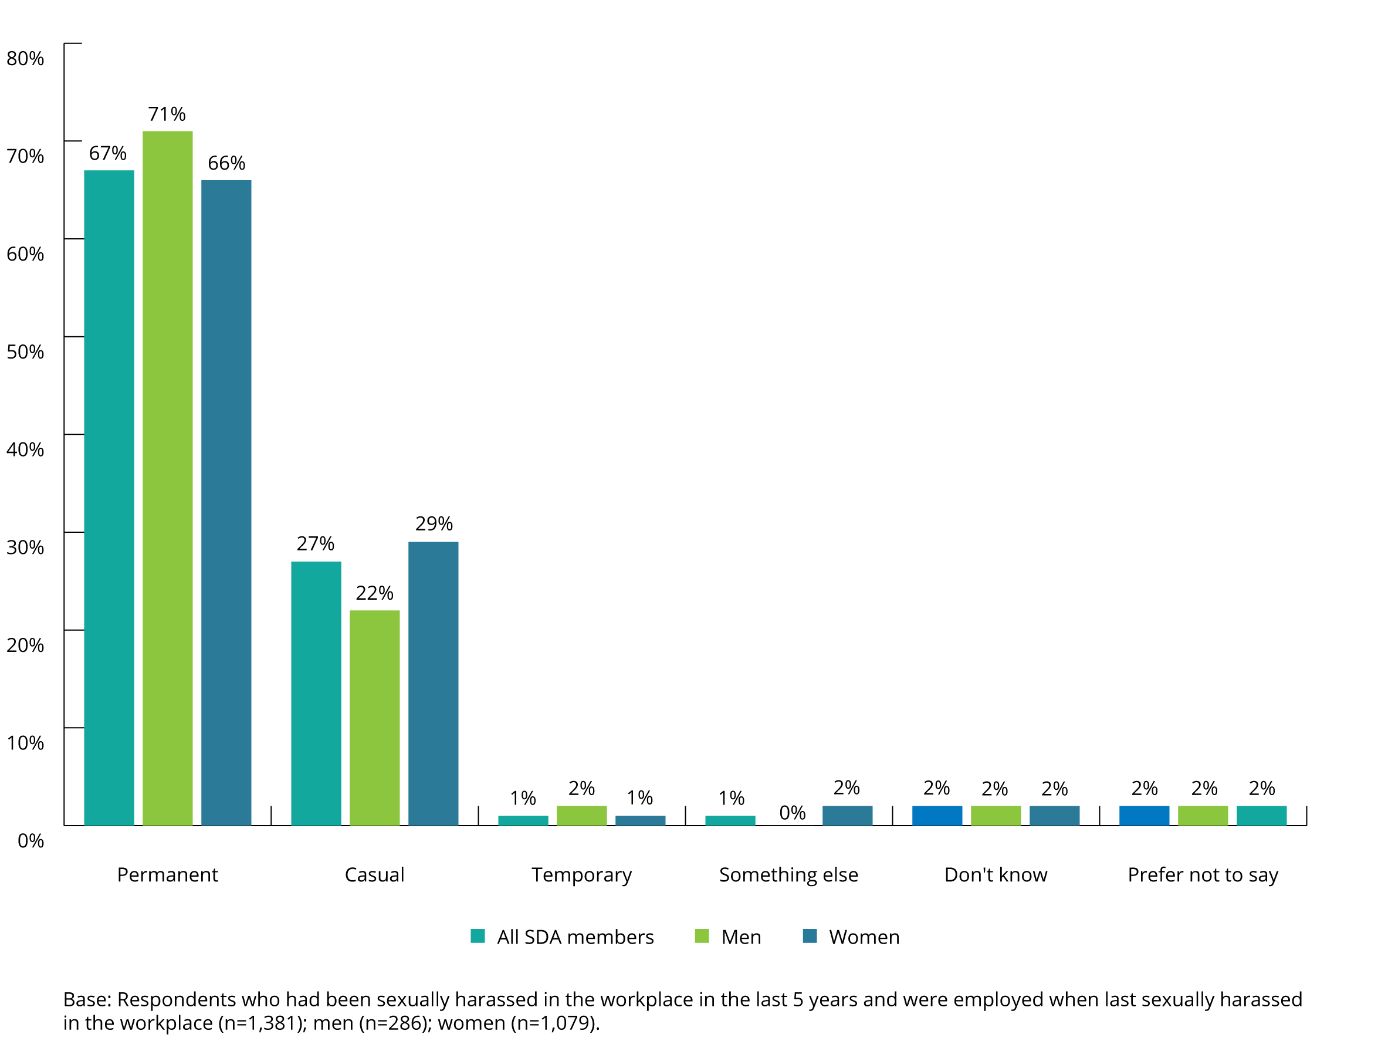 80%
70%
60%
50%
40%
30%
20%
10%
0%
67% 71% 66%
27% 22% 29%
1% 2% 1%
1% 0% 2%
2% 2% 2%
2% 2% 2%
Permanent Casual Temporary Something else Don't know Prefer not to say
All SDA members Men Women
Base: Respondents who had been sexually harassed in the workplace in the last 5 years and were employed when last sexually harassed
in the workplace (n=1,381); men (n=286); women (n=1,079).